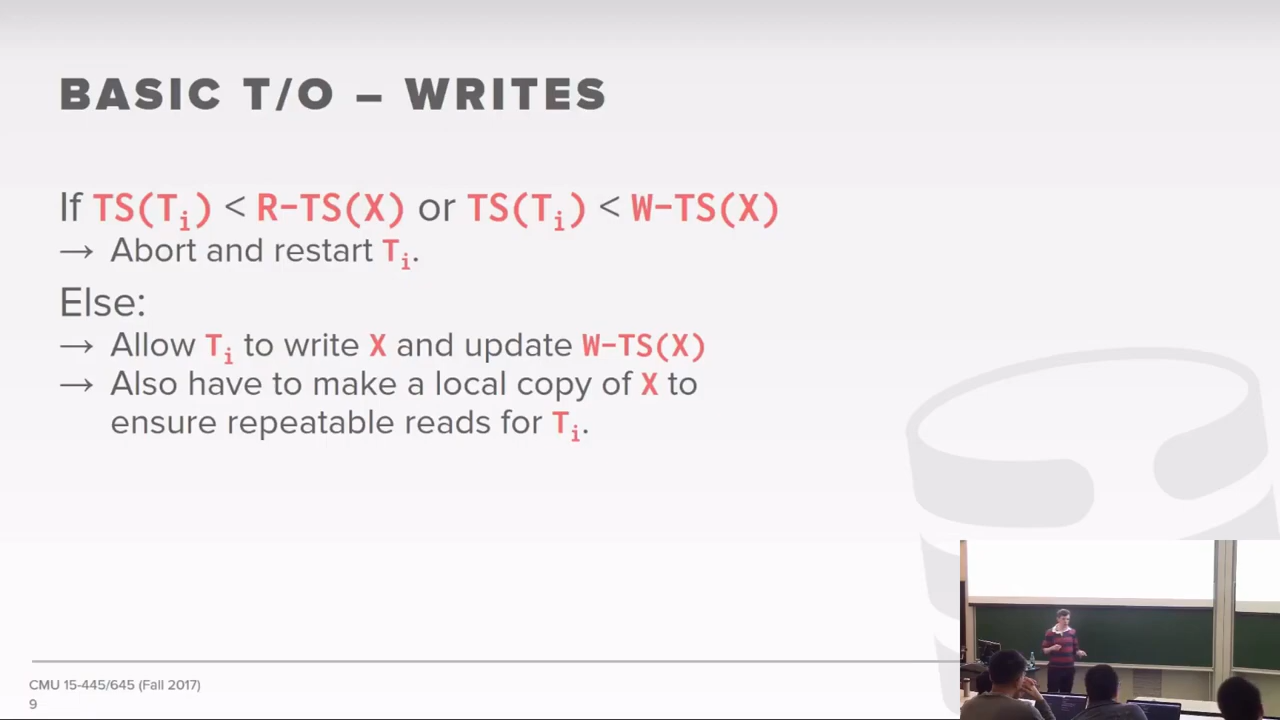 BASIC T/O – WRITES
If TS(Ti) < R-TS(X) or TS(Ti) < W-TS(X)
→ Abort and restart Ti.
Else:
→ Allow Ti to write X and update W-TS(X)
→ Also have to make a local copy of X to
ensure repeatable reads for Ti.
CMU 15-445/645 (Fall 2017)
9